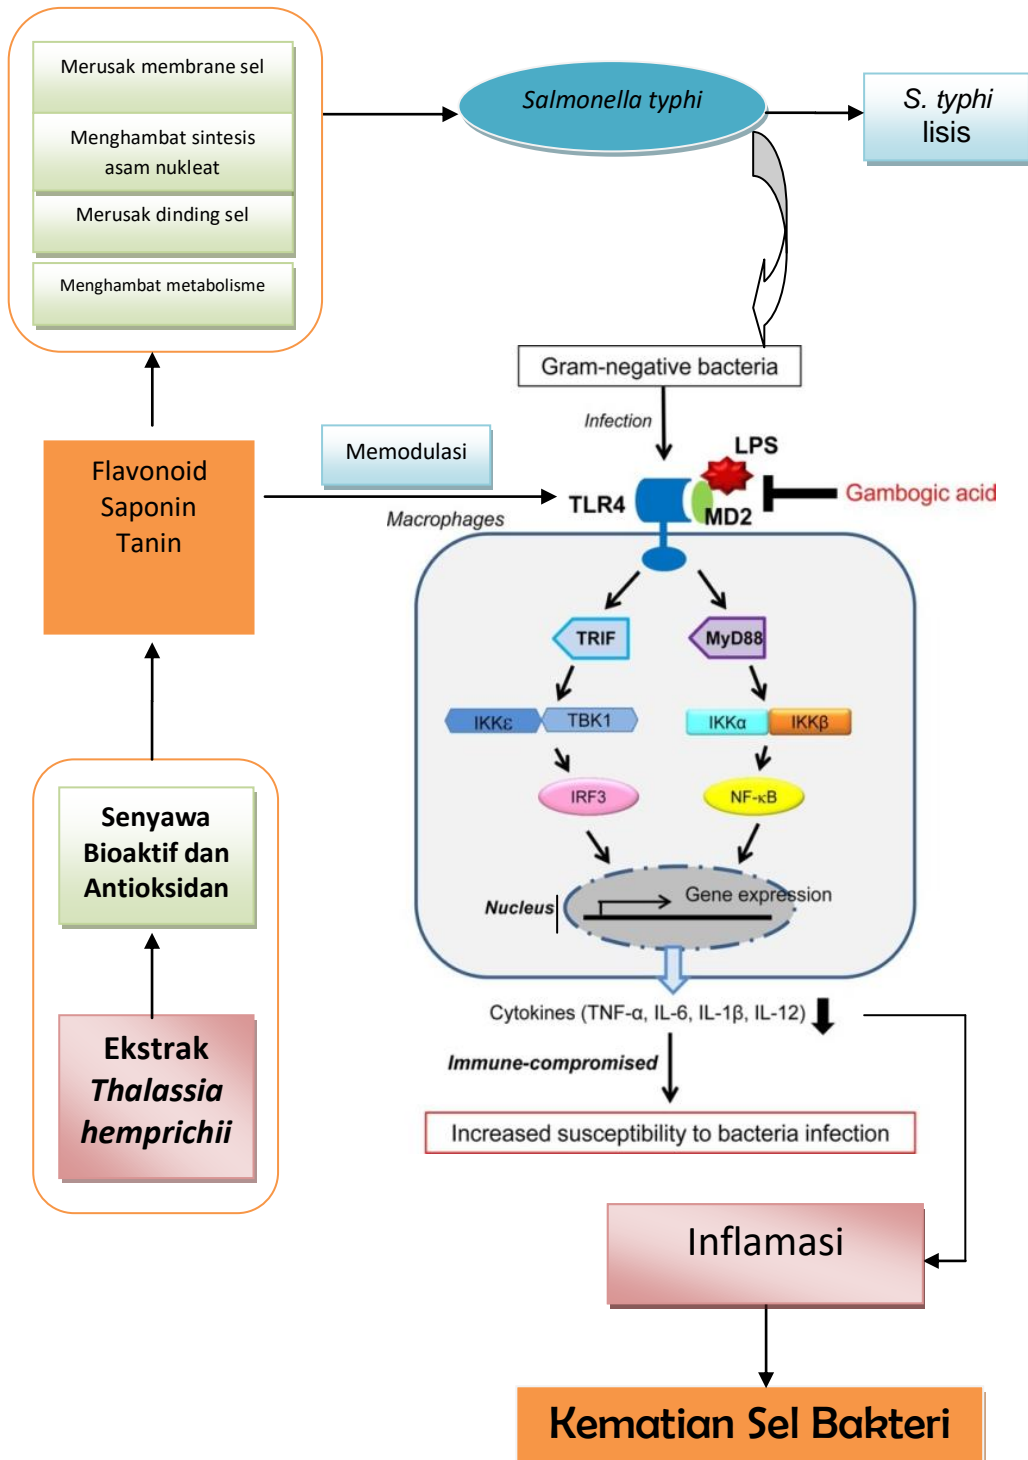 Merusak membrane sel
Menghambat sintesis
asam nukleat
Merusak dinding sel
Menghambat metabolisme
Salmonella typhi
S. typhi
lisis
Gram-negative bacteria
Infection
LPS
TLR4
MD2
Gambogic acid
Flavonoid
Saponin
Tanin
Memodulasi
Macrophages
TRIF
MyD88
IKKε
TBK1
IKKα
IKKβ
IRF3
NF-κB
Nucleus
Gene expression
Senyawa
Bioaktif dan
Antioksidan
Ekstrak
Thalassia
hemprichii
Cytokines (TNF-α, IL-6, IL-1β, IL-12)
Immune-compromised
Increased susceptibility to bacteria infection
Inflamasi
Kematian Sel Bakteri